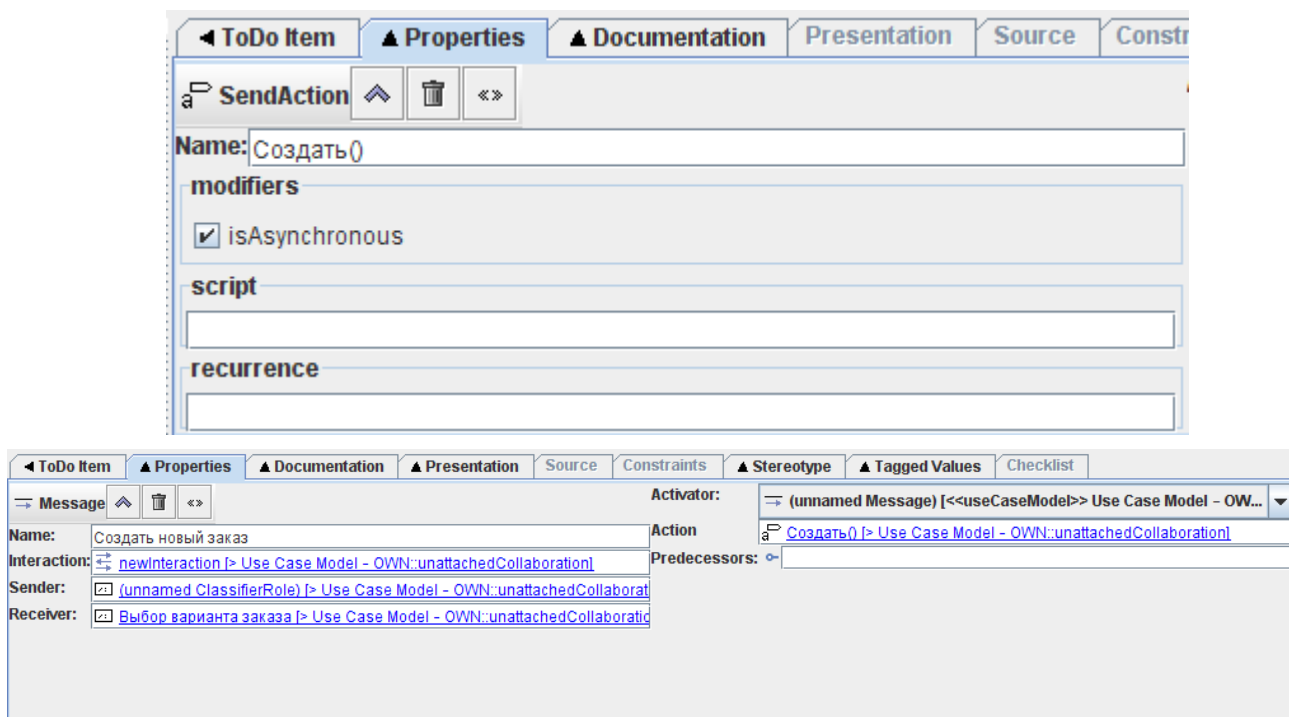 ToDo Item Properties Documentation Presentation Source Constr
a SendAction «»
Name: Создать()
modifiers
isAsynchronous
script
recurrence
ToDo Item Properties Documentation Presentation Source Constraints Stereotype Tagged Values Checklist
Message «»
Activator: (unnamed Message) [<<useCaseModel>> Use Case Model - OW...
Name: Создать новый заказ
Action a Создать() [> Use Case Model - OWN::unattachedCollaboration]
Interaction: newInteraction [> Use Case Model - OWN::unattachedCollaboration]
Predecessors:
Sender: (unnamed ClassifierRole) [> Use Case Model - OWN::unattachedCollaborat
Receiver: Выбор варианта заказа [> Use Case Model - OWN::unattachedCollaboratio